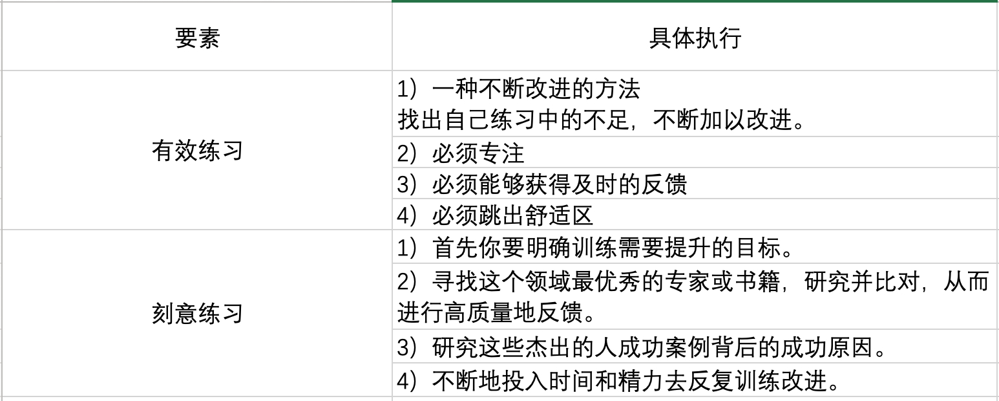 要素
具体执行
有效练习
1）一种不断改进的方法
找出自己练习中的不足，不断加以改进。
2）必须专注
3）必须能够获得及时的反馈
4）必须跳出舒适区
刻意练习
1）首先你要明确训练需要提升的目标。
2）寻找这个领域最优秀的专家或书籍，研究并比对，从而
进行高质量地反馈。
3）研究这些杰出的人成功案例背后的成功原因。
4）不断地投入时间和精力去反复训练改进。